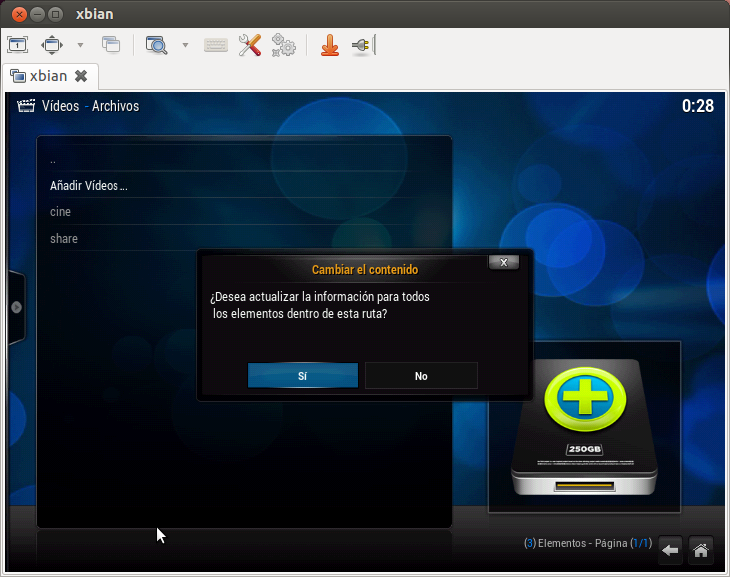 xbian
xbian
Vídeos - Archivos
0:28
..
Añadir Vídeos...
cine
share
Cambiar el contenido
X
¿Desea actualizar la información para todos
los elementos dentro de esta ruta?
Sí
No
250GB
(3) Elementos - Página (1/1)